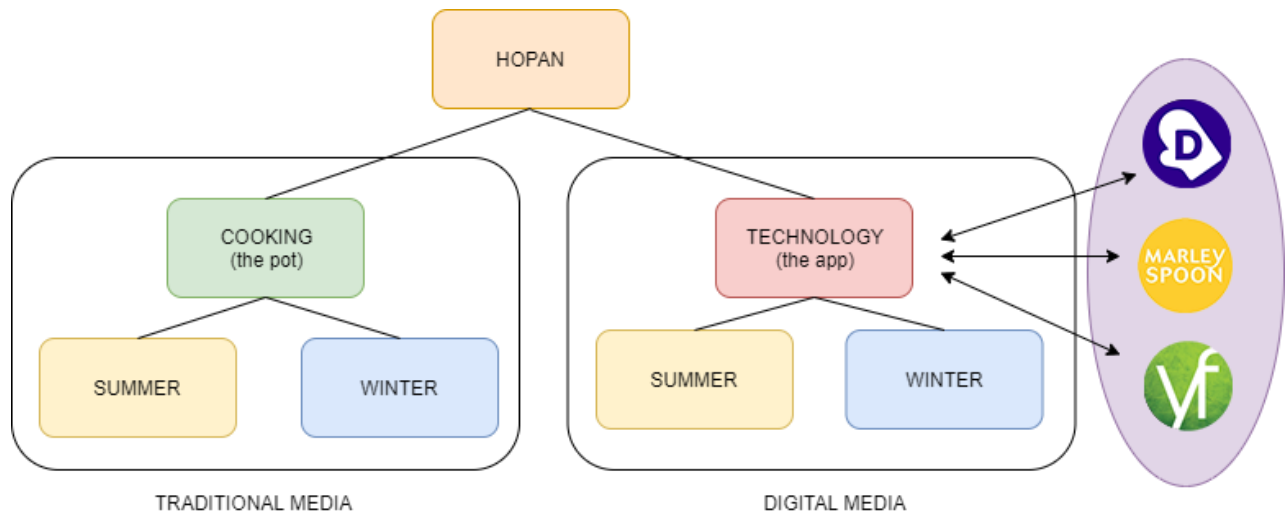 HOPAN
COOKING
(the pot)
TECHNOLOGY
(the app)
SUMMER
WINTER
SUMMER
WINTER
TRADITIONAL MEDIA
DIGITAL MEDIA
D
MARLEY
SPOON
yf